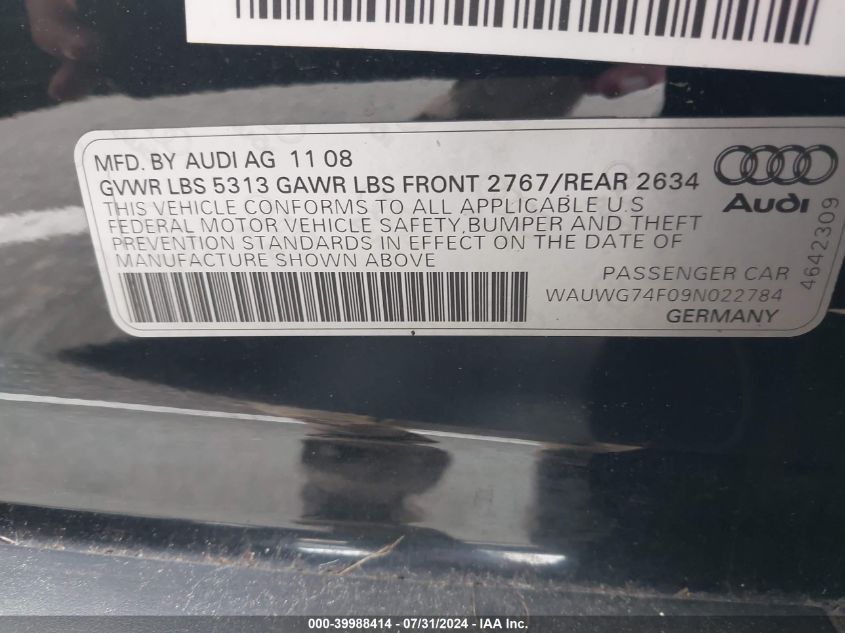 MFD. BY AUDI AG 11 08
GVWR LBS 5313 GAWR LBS FRONT 2767/REAR 2634
THIS VEHICLE CONFORMS TO ALL APPLICABLE U.S
FEDERAL MOTOR VEHICLE SAFETY,BUMPER AND THEFT
PREVENTION STANDARDS IN EFFECT ON THE DATE OF
MANUFACTURE SHOWN ABOVE
Audi
PASSENGER CAR
WAUWG74F09N022784
GERMANY
4642309
000-39988414 / 07/31/2024 - © IAA Inc.